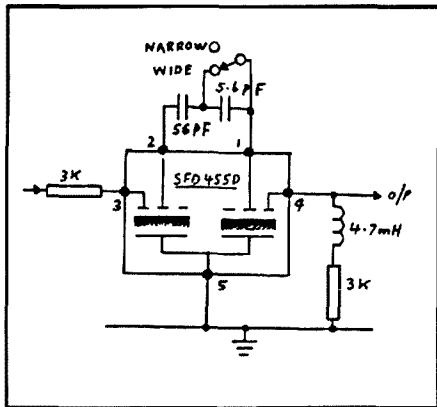 NARROW
WIDE
5.6PF
56PF
2
1
SFD455D
3K
3
4
O/P
4.7mH
5
3K